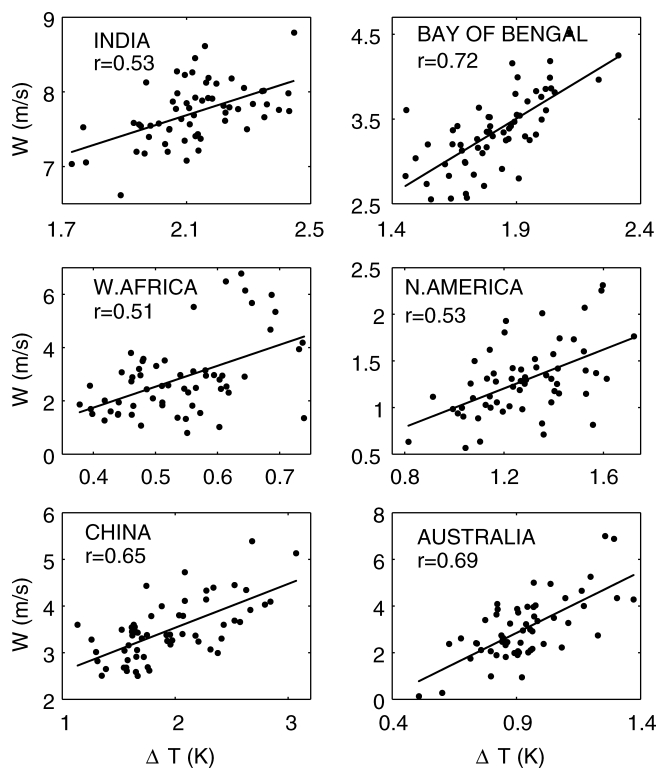 INDIA
r=0.53
W (m/s)
9
8
7
1.7 2.1 2.5
BAY OF BENGAL
r=0.72
4.5
3.5
2.5
1.4 1.9 2.4
W.AFRICA
r=0.51
W (m/s)
6
4
2
0
0.4 0.5 0.6 0.7
N.AMERICA
r=0.53
2.5
2
1.5
1
0.5
0.8 1.2 1.6
CHINA
r=0.65
W (m/s)
6
5
4
3
2
1 2 3
Δ T (K)
AUSTRALIA
r=0.69
8
6
4
2
0
0.4 0.9 1.4
Δ T (K)